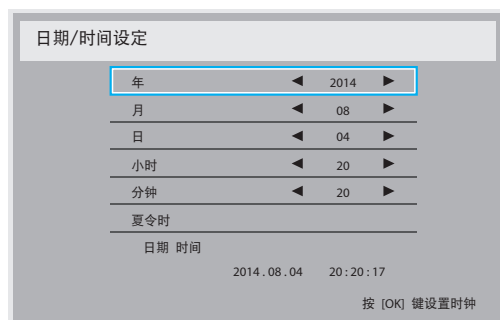 日期/时间设定
年 ◀ 2014 ▶
月 ◀ 08 ▶
日 ◀ 04 ▶
小时 ◀ 20 ▶
分钟 ◀ 20 ▶
夏令时
日期 时间
2014 . 08 . 04 20 : 20 : 17
按 [OK] 键设置时钟